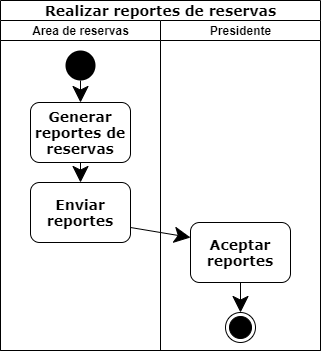 Realizar reportes de reservas
Area de reservas
Presidente
Generar
reportes de
reservas
Enviar
reportes
Aceptar
reportes